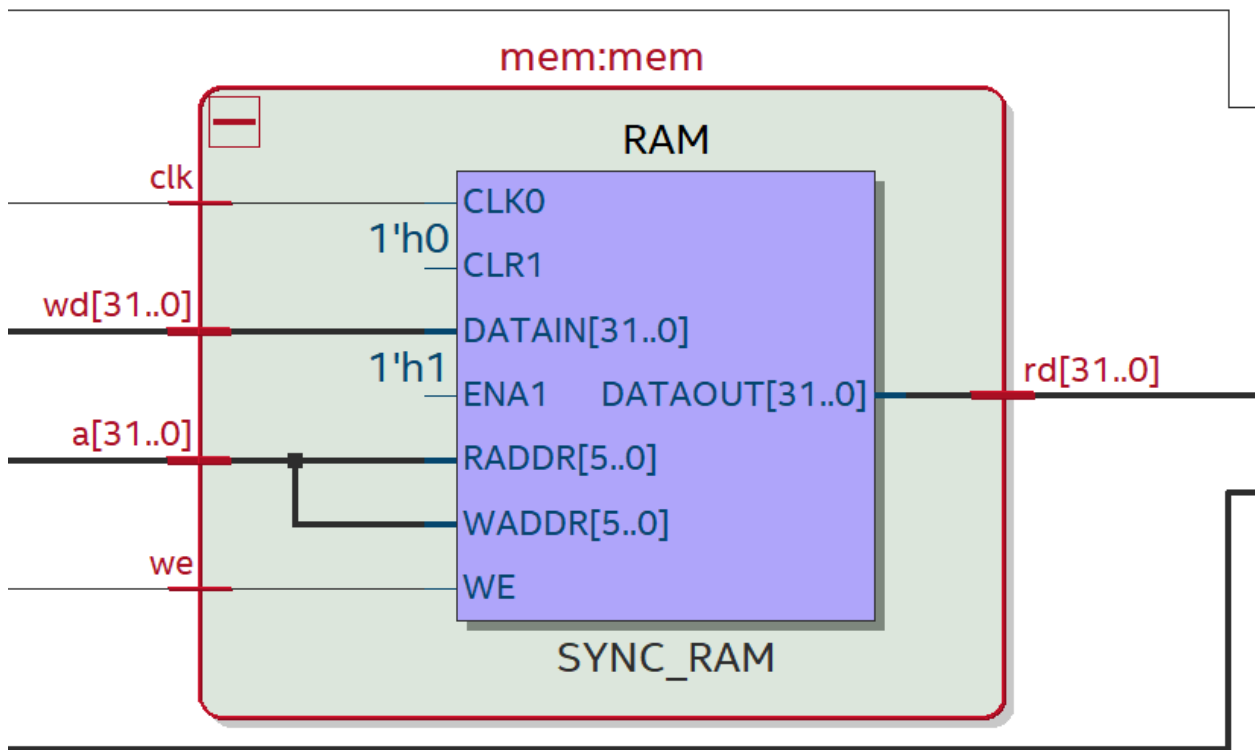 mem:mem
RAM
clk
CLK0
1'h0
CLR1
wd[31..0]
DATAIN[31..0]
1'h1
ENA1
DATAOUT[31..0]
rd[31..0]
a[31..0]
RADDR[5..0]
WADDR[5..0]
we
WE
SYNC_RAM